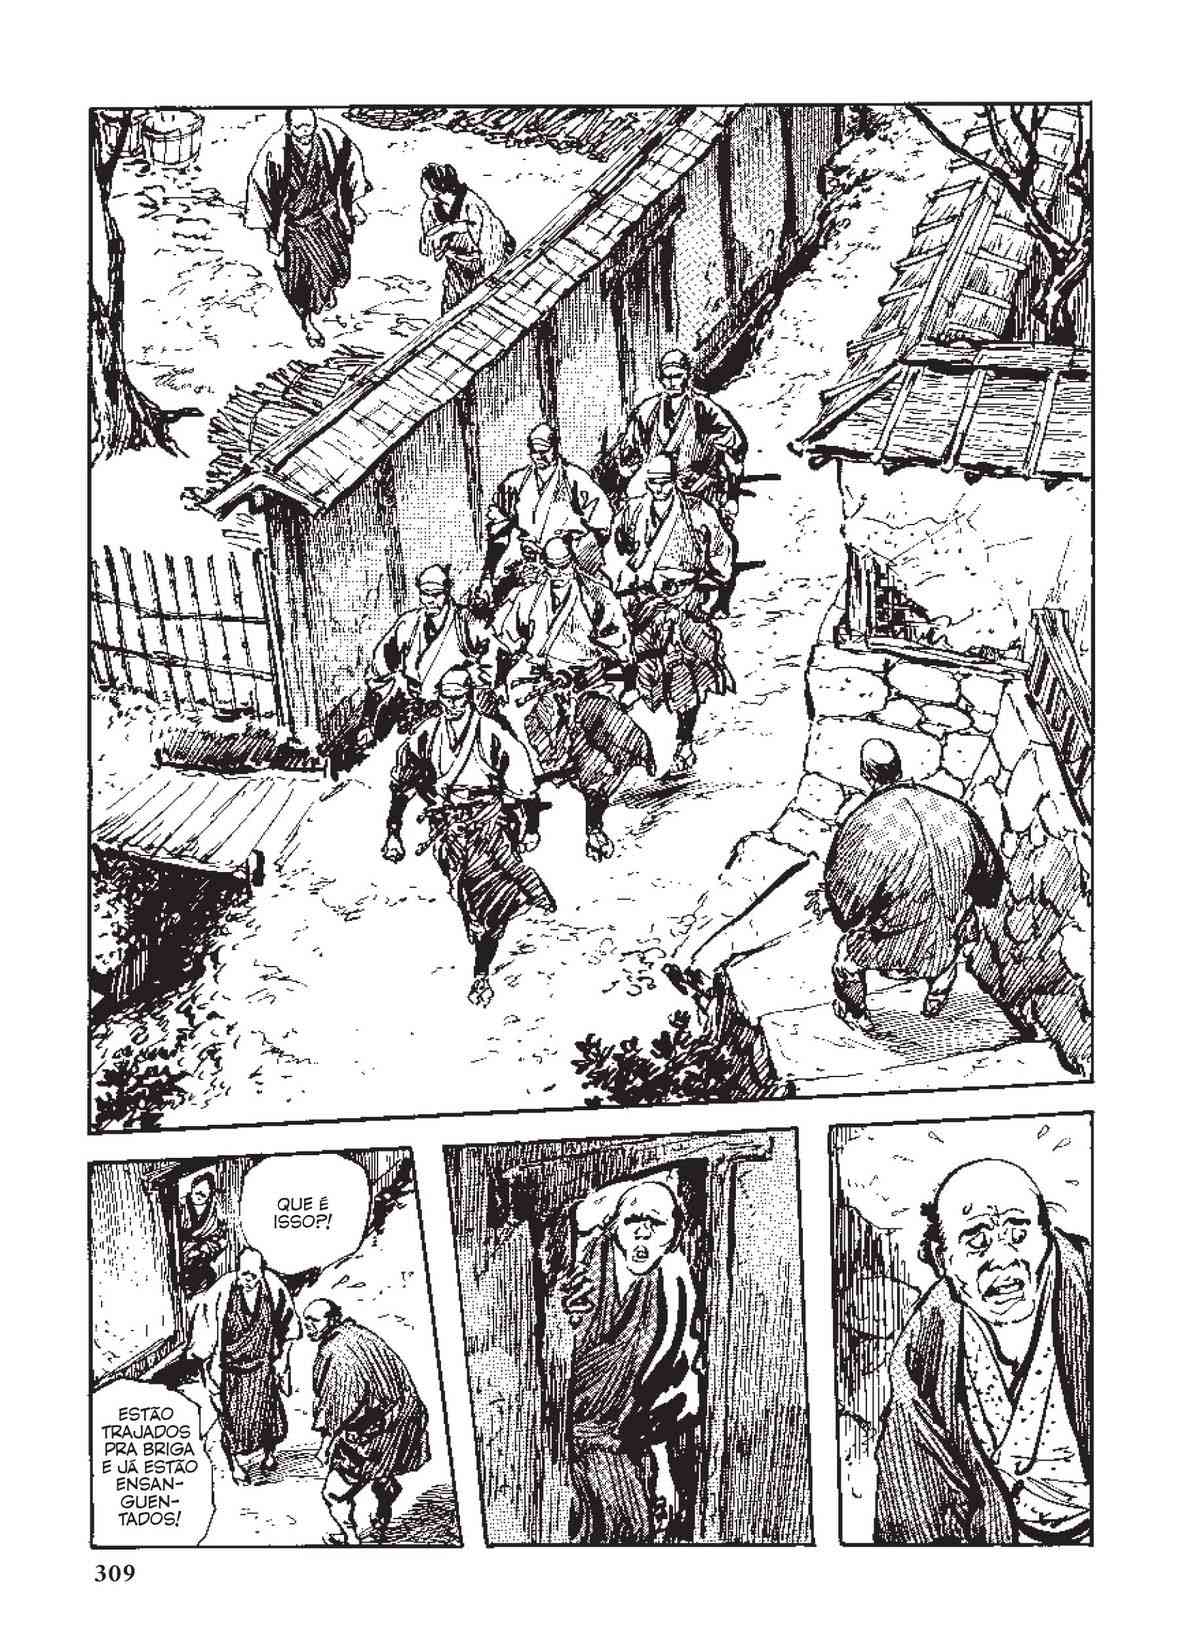 QUE É
ISSO?!
ESTÃO
TRAJADOS
PRA BRIGA
E JÁ ESTÃO
ENSAN-
GUEN-
TADOS!
309